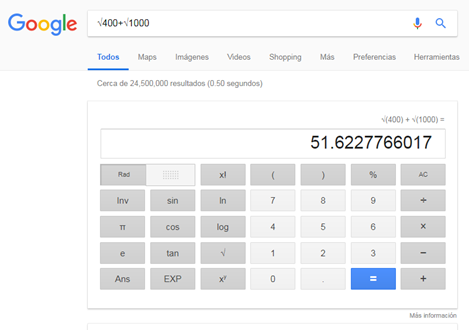 Google √400+√1000
Todos Maps Imágenes Videos Shopping Más Preferencias Herramientas
Cerca de 24,500,000 resultados (0.50 segundos)
√(400) + √(1000) =
51.6227766017
Rad x! ( ) % AC
Inv sin ln 7 8 9 ÷
π cos log 4 5 6 ×
e tan √ 1 2 3 −
Ans EXP xʸ 0 . = +
Más información